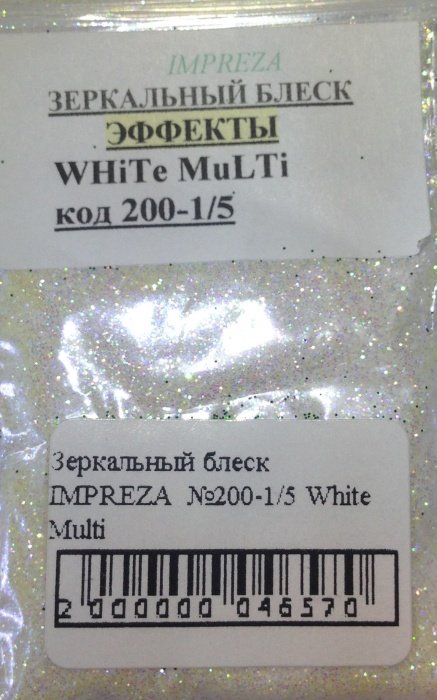 IMPREZA
ЗЕРКАЛЬНЫЙ БЛЕСК
ЭФФЕКТЫ
WHiTe MuLTi
код 200-1/5
Зеркальный блеск
IMPREZA №200-1/5 White
Multi
2 000000 046570